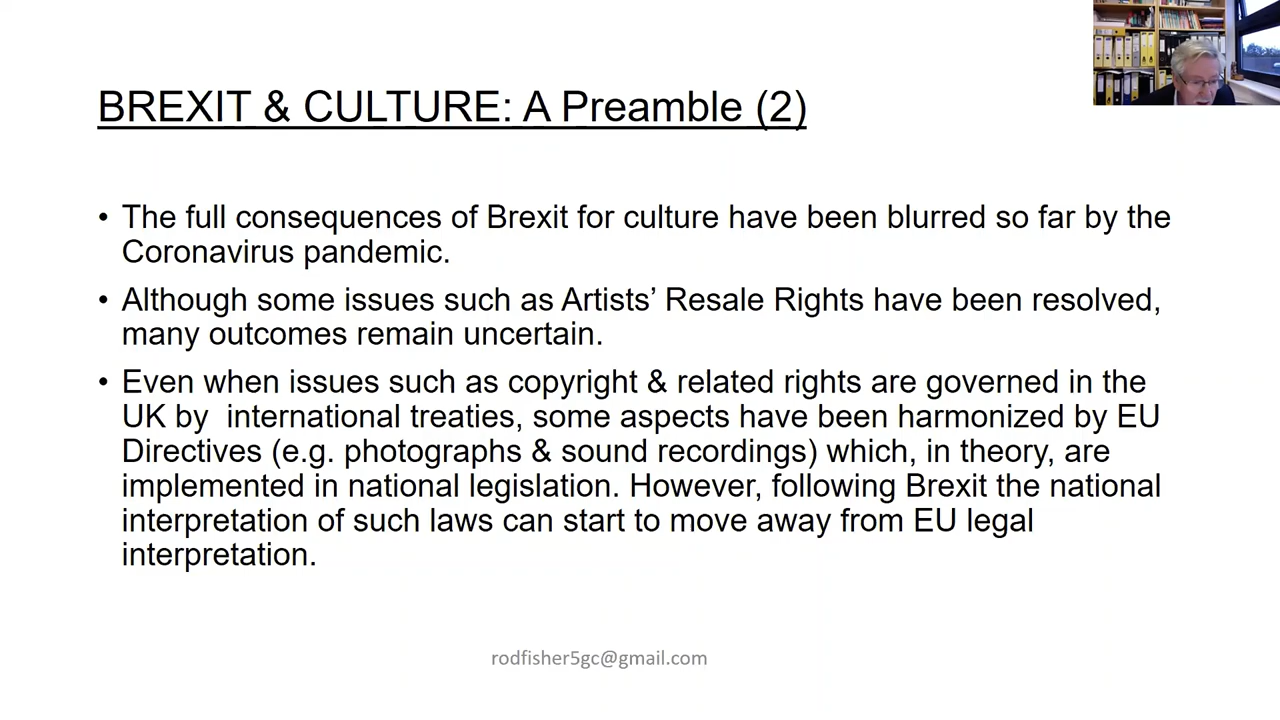 BREXIT & CULTURE: A Preamble (2)
• The full consequences of Brexit for culture have been blurred so far by the
Coronavirus pandemic.
• Although some issues such as Artists’ Resale Rights have been resolved,
many outcomes remain uncertain.
• Even when issues such as copyright & related rights are governed in the
UK by  international treaties, some aspects have been harmonized by EU
Directives (e.g. photographs & sound recordings) which, in theory, are
implemented in national legislation. However, following Brexit the national
interpretation of such laws can start to move away from EU legal
interpretation.
rodfisher5gc@gmail.com